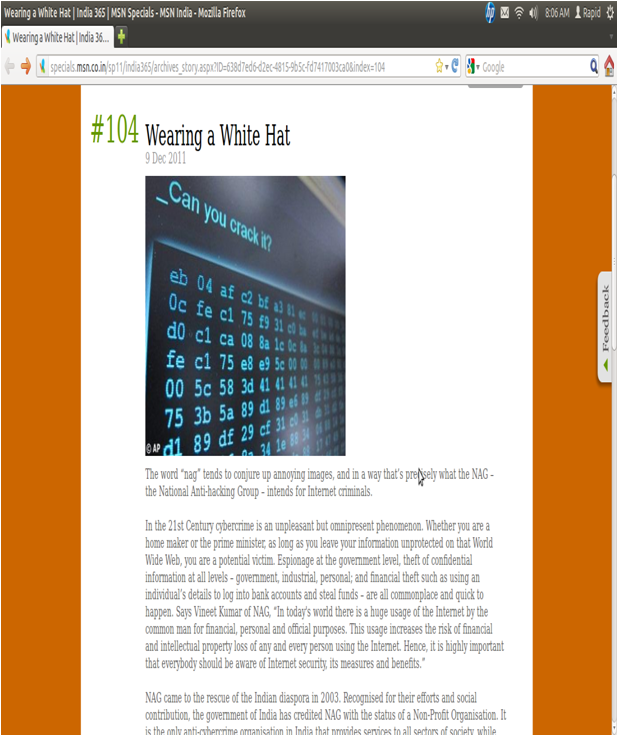 Wearing a White Hat | India 365 | MSN Specials - MSN India - Mozilla Firefox
8:06 AM Rapid
Wearing a White Hat | India 36...
specials.msn.co.in/sp11/india365/archives_story.aspx?ID=638d7ed6-d2ec-4815-9b5c-fd7417003ca0&index=104
Google
#104 Wearing a White Hat
9 Dec 2011
_Can you crack it?
eb 04 af c2 bf a3 81 ec
0c fe c1 75 f9 31 c0 ba
d0 c1 ca 08 8a 1c 0c 8a
fe c1 75 e8 e9 5c 00 00
00 5c 58 3d 41 41 41 41
75 3b 5a 89 d1 89 e6 89
d1 89 df 29 cf 31 c0 31
34 1e 88 34
© AP
Feedback
The word “nag” tends to conjure up annoying images, and in a way that’s precisely what the NAG –
the National Anti-hacking Group – intends for Internet criminals.
In the 21st Century cybercrime is an unpleasant but omnipresent phenomenon. Whether you are a
home maker or the prime minister, as long as you leave your information unprotected on that World
Wide Web, you are a potential victim. Espionage at the government level, theft of confidential
information at all levels – government, industrial, personal; and financial theft such as using an
individual’s details to log into bank accounts and steal funds – are all commonplace and quick to
happen. Says Vineet Kumar of NAG, “In today's world there is a huge usage of the Internet by the
common man for financial, personal and official purposes. This usage increases the risk of financial
and intellectual property loss of any and every person using the Internet. Hence, it is highly important
that everybody should be aware of Internet security, its measures and benefits.”
NAG came to the rescue of the Indian diaspora in 2003. Recognised for their efforts and social
contribution, the government of India has credited NAG with the status of a Non-Profit Organisation. It
is the only anti-cybercrime organisation in India that provides services to all sectors of society, while